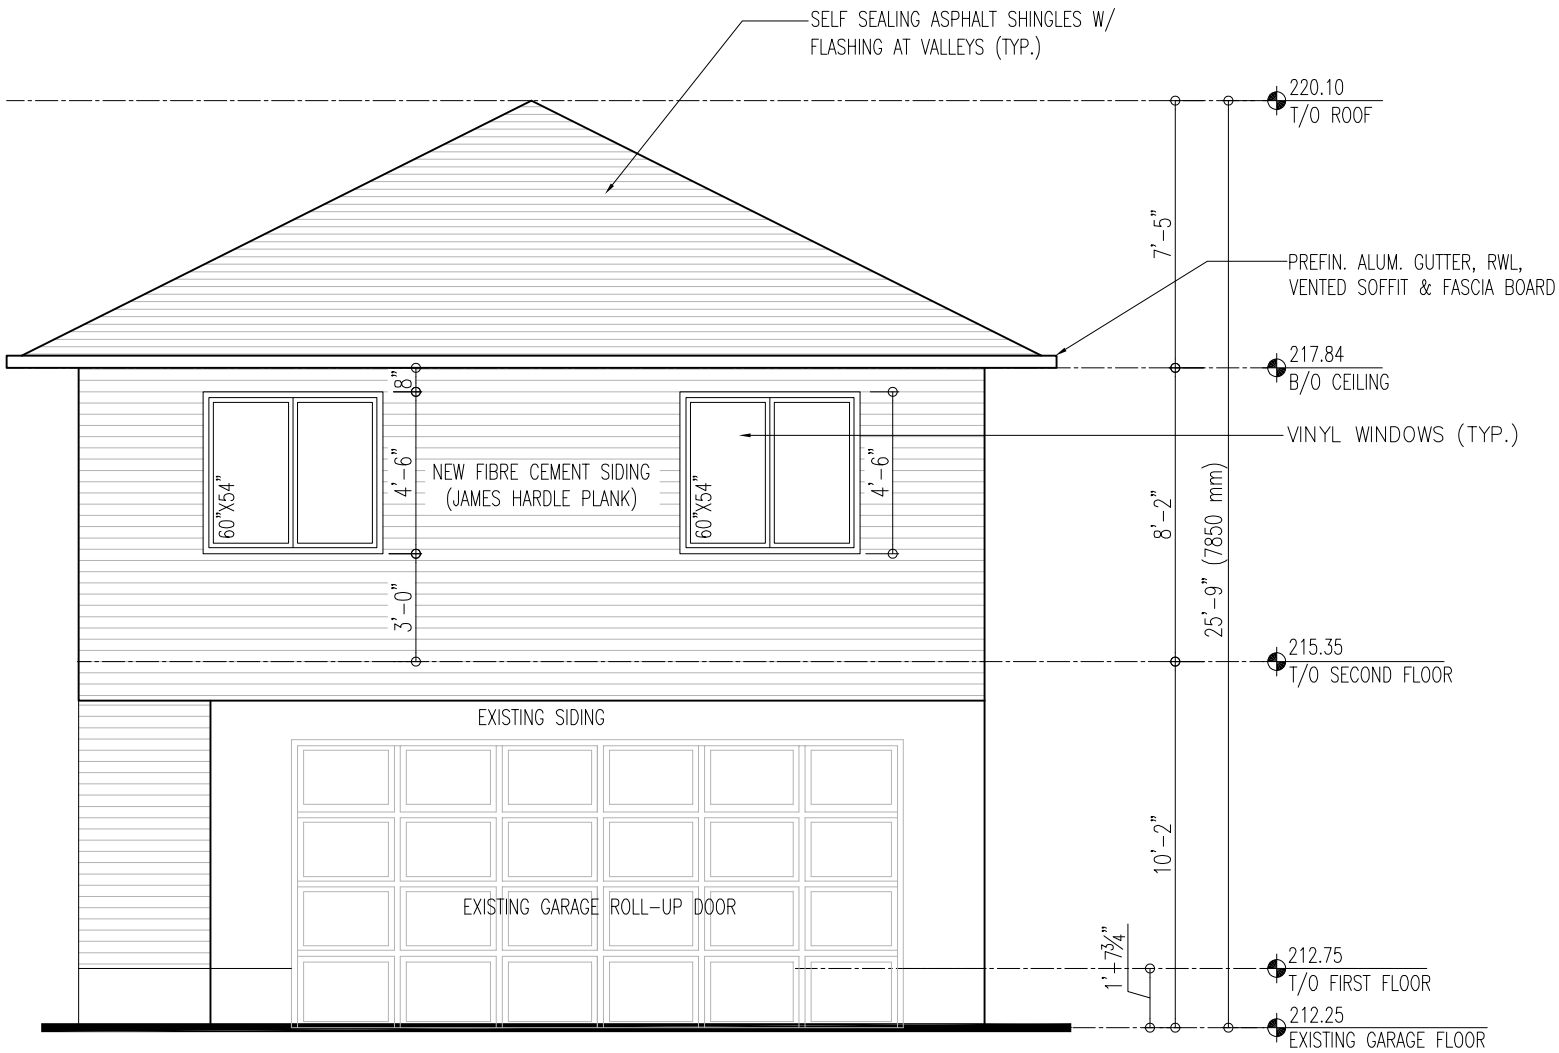 SELF SEALING ASPHALT SHINGLES W/
FLASHING AT VALLEYS (TYP.)
220.10
T/O ROOF
7'-5"
PREFIN. ALUM. GUTTER, RWL,
VENTED SOFFIT & FASCIA BOARD
217.84
B/O CEILING
8"
VINYL WINDOWS (TYP.)
60"X54"
4'-6"
NEW FIBRE CEMENT SIDING
(JAMES HARDLE PLANK)
60"X54"
4'-6"
8'-2"
25'-9" (7850 mm)
3'-0"
215.35
T/O SECOND FLOOR
EXISTING SIDING
10'-2"
EXISTING GARAGE ROLL-UP DOOR
1'-7¾"
212.75
T/O FIRST FLOOR
212.25
EXISTING GARAGE FLOOR